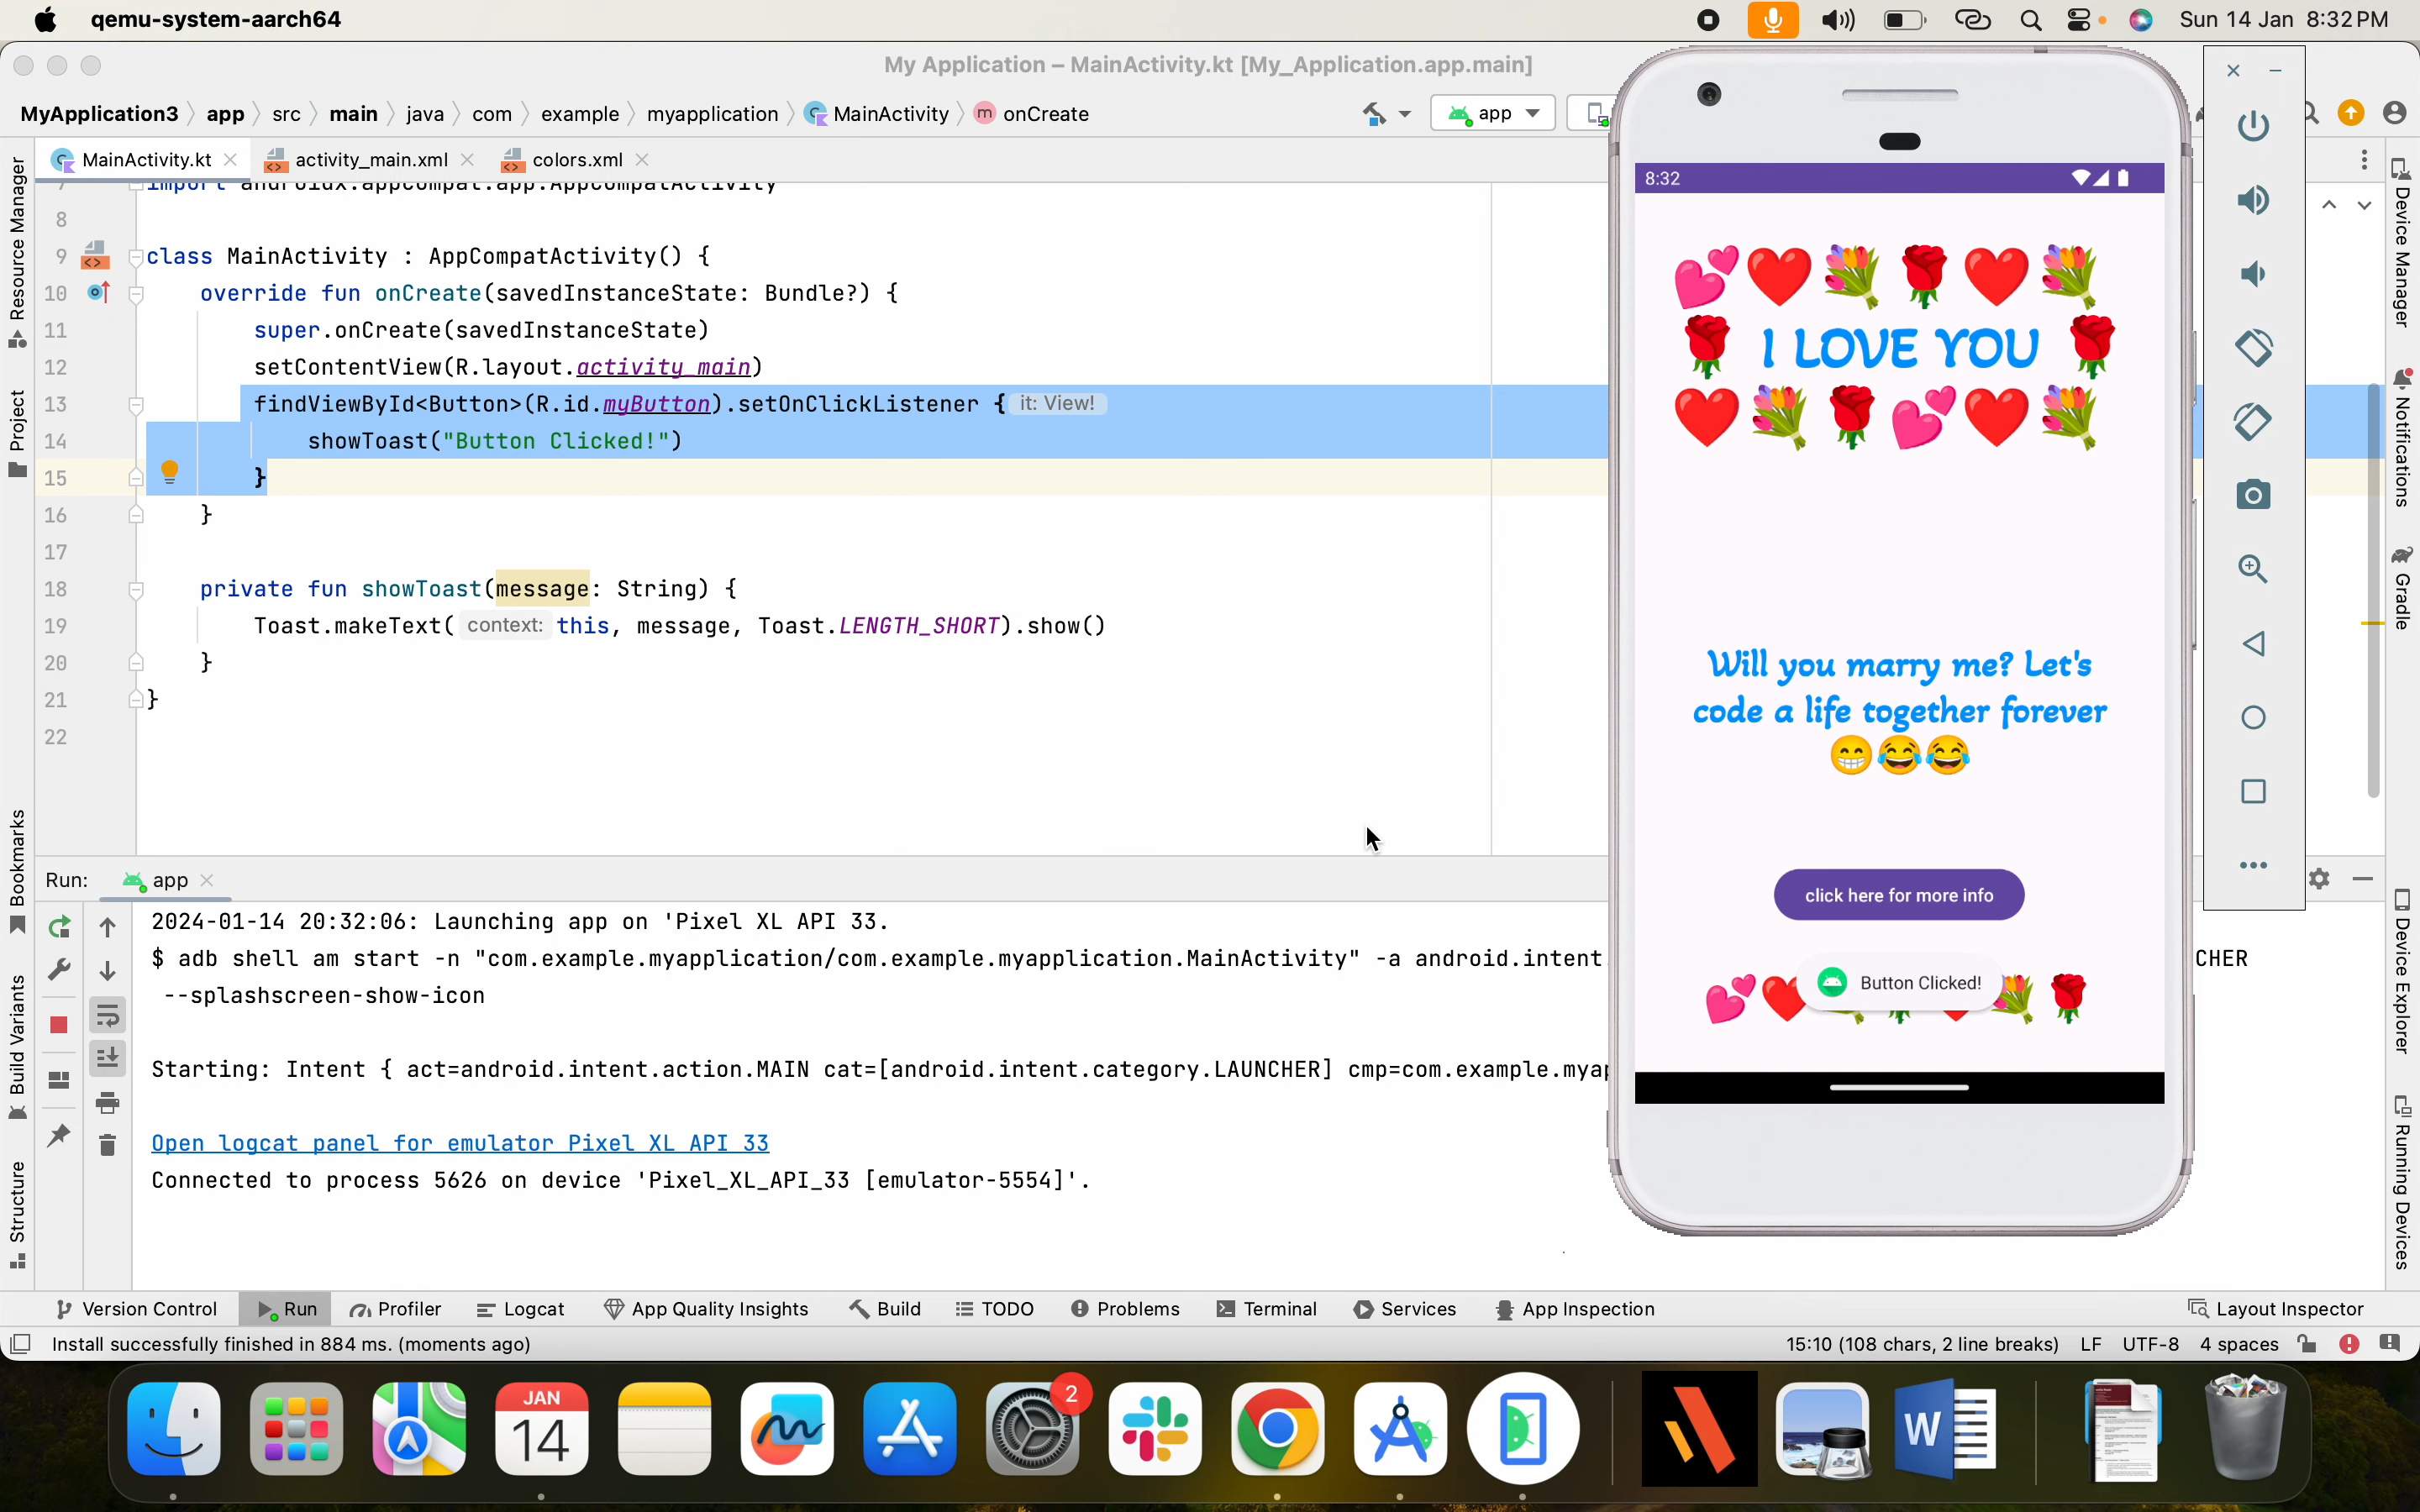 qemu-system-aarch64
Sun 14 Jan 8:32 PM
My Application – MainActivity.kt [My_Application.app.main]
MyApplication3 app src main java com example myapplication MainActivity onCreate
app
MainActivity.kt activity_main.xml colors.xml
import androidx.appcompat.app.AppCompatActivity
8
9 class MainActivity : AppCompatActivity() {
10 override fun onCreate(savedInstanceState: Bundle?) {
11 super.onCreate(savedInstanceState)
12 setContentView(R.layout.activity_main)
13 findViewById<Button>(R.id.myButton).setOnClickListener { it: View!
14 showToast("Button Clicked!")
15 }
16 }
17
18 private fun showToast(message: String) {
19 Toast.makeText( context: this, message, Toast.LENGTH_SHORT).show()
20 }
21 }
22
Resource Manager
Project
Bookmarks
Build Variants
Structure
8:32
💕❤️💐🌹❤️💐
🌹 I LOVE YOU 🌹
❤️💐🌹💕❤️💐
Will you marry me? Let's
code a life together forever
😁😂😂
click here for more info
Button Clicked!
Device Manager
Notifications
Gradle
Device Explorer
Running Devices
Run: app
2024-01-14 20:32:06: Launching app on 'Pixel XL API 33.
$ adb shell am start -n "com.example.myapplication/com.example.myapplication.MainActivity" -a android.intent. CHER
--splashscreen-show-icon
Starting: Intent { act=android.intent.action.MAIN cat=[android.intent.category.LAUNCHER] cmp=com.example.myap
Open logcat panel for emulator Pixel XL API 33
Connected to process 5626 on device 'Pixel_XL_API_33 [emulator-5554]'.
Version Control Run Profiler Logcat App Quality Insights Build TODO Problems Terminal Services App Inspection Layout Inspector
Install successfully finished in 884 ms. (moments ago) 15:10 (108 chars, 2 line breaks) LF UTF-8 4 spaces
JAN
14
2
W